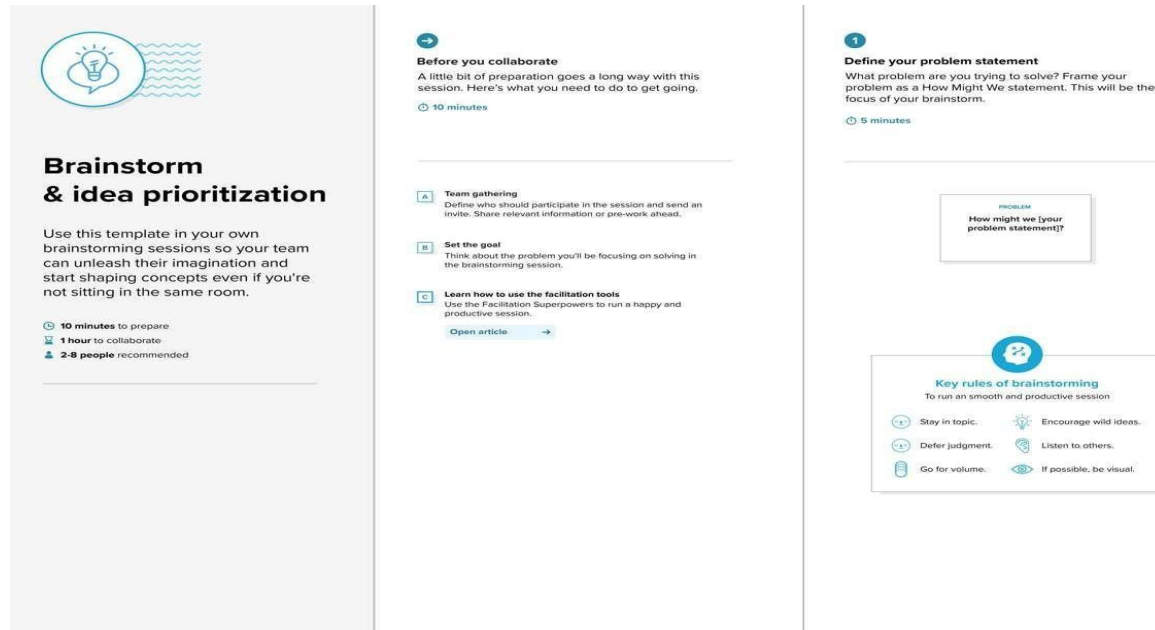 Brainstorm
& idea prioritization
Use this template in your own
brainstorming sessions so your team
can unleash their imagination and
start shaping concepts even if you're
not sitting in the same room.
10 minutes to prepare
1 hour to collaborate
2-8 people recommended
Before you collaborate
A little bit of preparation goes a long way with this
session. Here's what you need to do to get going.
10 minutes
A
Team gathering
Define who should participate in the session and send an
invite. Share relevant information or pre-work ahead.
B
Set the goal
Think about the problem you'll be focusing on solving in
the brainstorming session.
C
Learn how to use the facilitation tools
Use the Facilitation Superpowers to run a happy and
productive session.
Open article
1
Define your problem statement
What problem are you trying to solve? Frame your
problem as a How Might We statement. This will be the
focus of your brainstorm.
5 minutes
PROBLEM
How might we [your
problem statement]?
Key rules of brainstorming
To run an smooth and productive session
Stay in topic.
Encourage wild ideas.
Defer judgment.
Listen to others.
Go for volume.
If possible, be visual.